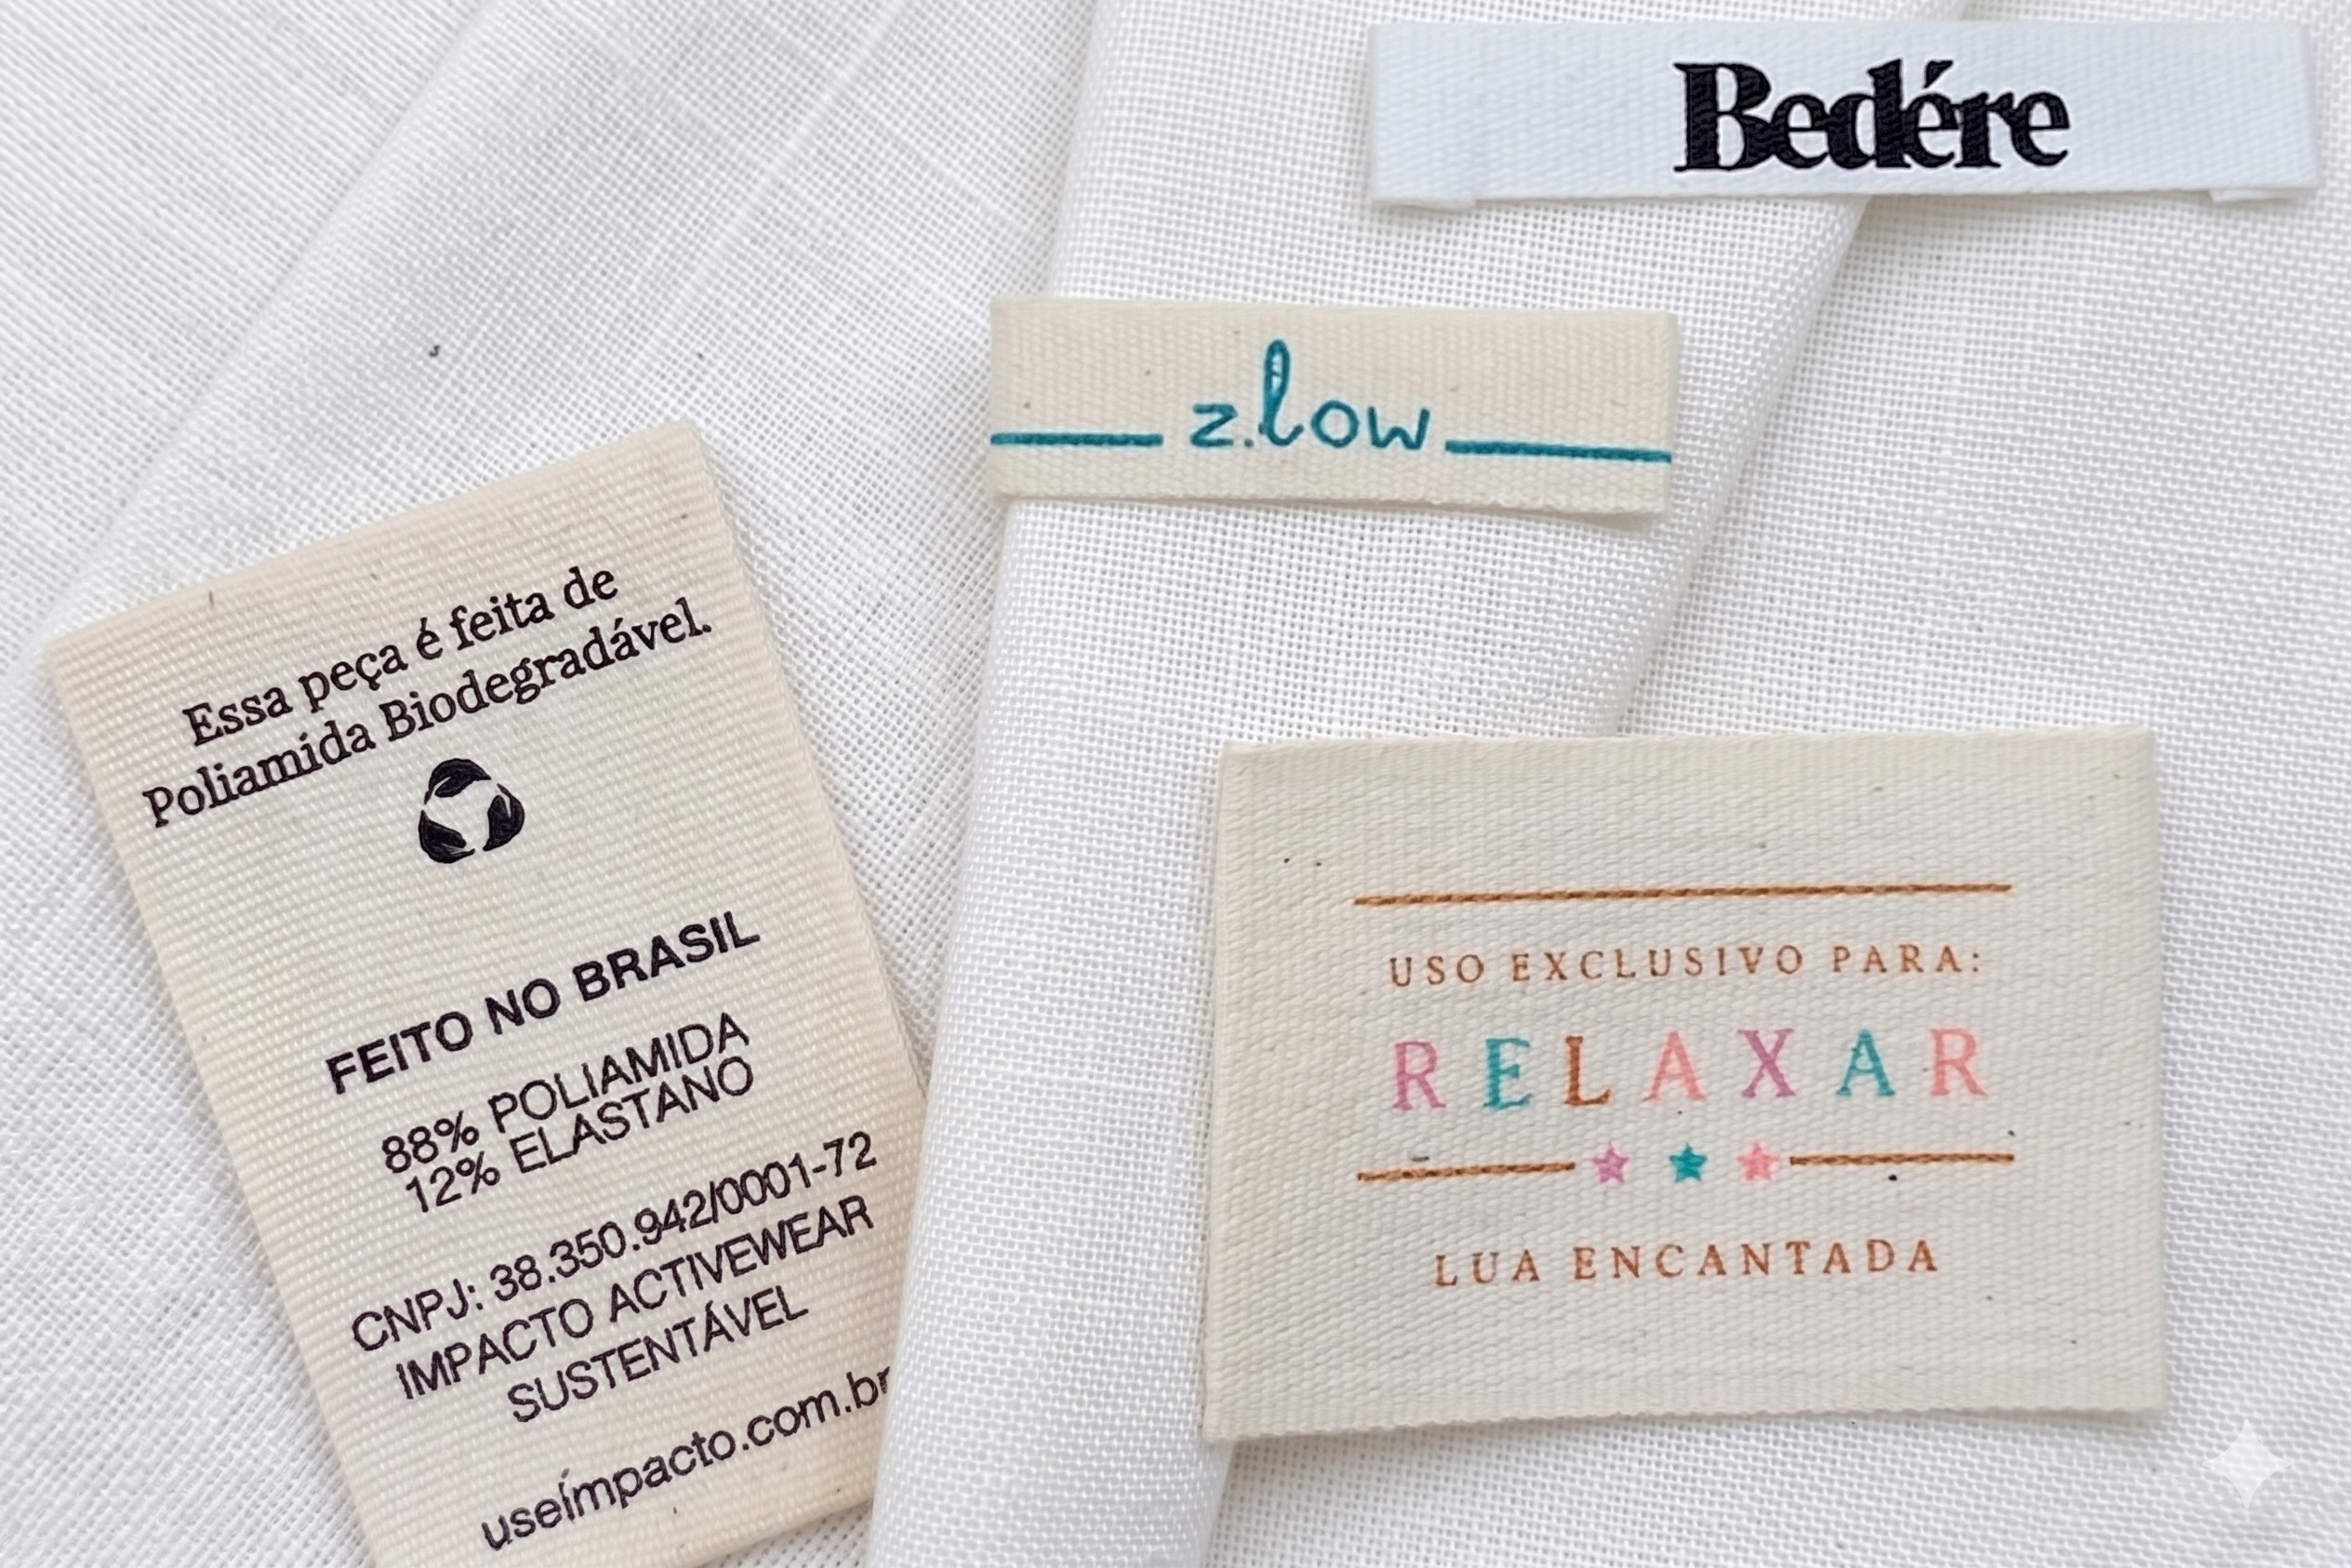 Bedére
z.low
Essa peça é feita de
Poliamida Biodegradável.
FEITO NO BRASIL
88% POLIAMIDA
12% ELASTANO
CNPJ: 38.350.942/0001-72
IMPACTO ACTIVEWEAR
SUSTENTÁVEL
useímpacto.com.br
USO EXCLUSIVO PARA:
RELAXAR
LUA ENCANTADA